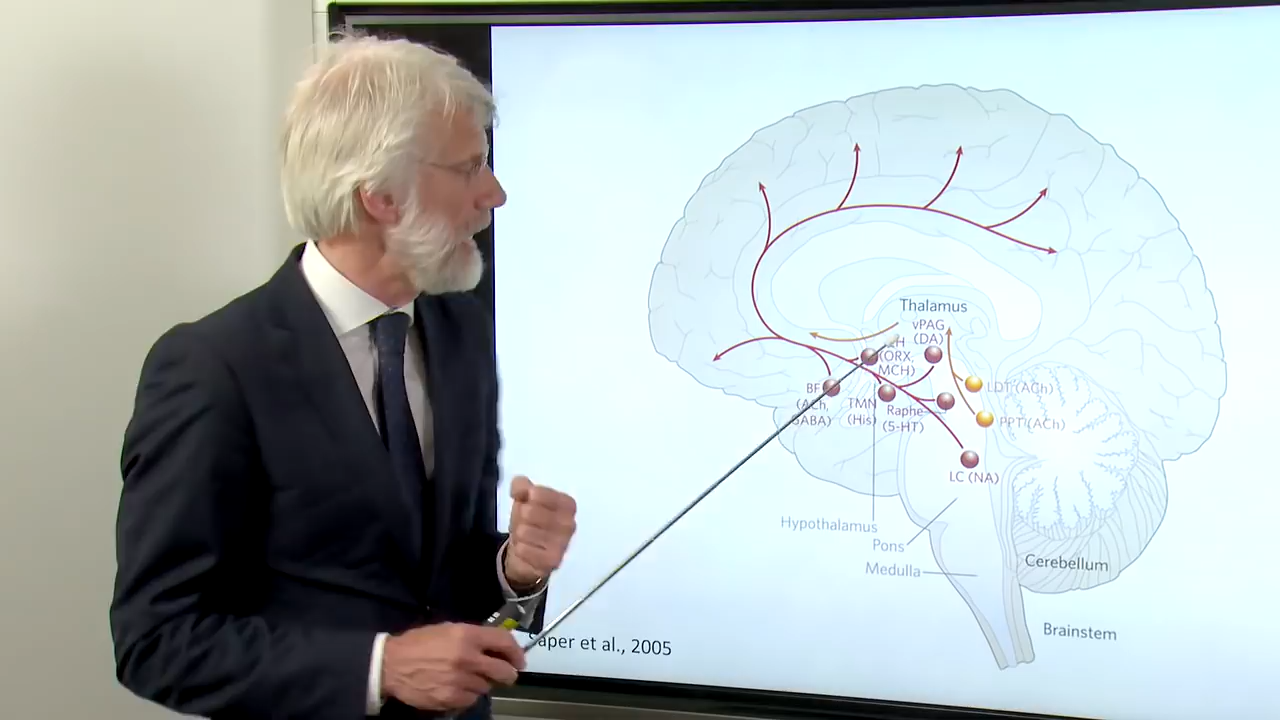 Thalamus
vPAG
(DA)
(ORX,
MCH)
BF
(ACh,
GABA)
TMN
(His)
Raphe
(5-HT)
LDT (ACh)
PPT (ACh)
LC (NA)
Hypothalamus
Pons
Medulla
Cerebellum
Brainstem
Saper et al., 2005